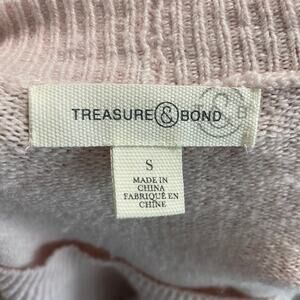 TREASURE & BOND
T & B
S
MADE IN
CHINA
FABRIQUÉ EN
CHINE